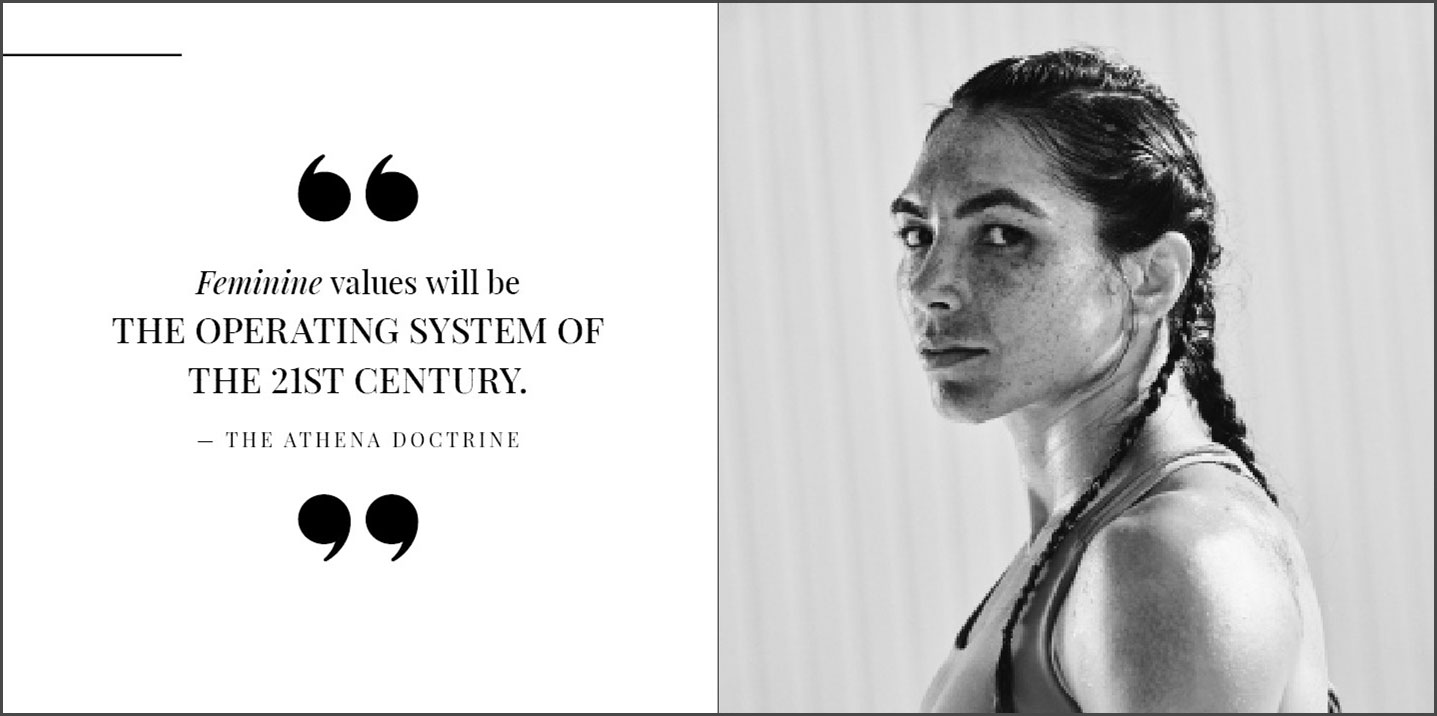 “
Feminine values will be
THE OPERATING SYSTEM OF
THE 21ST CENTURY.
— THE ATHENA DOCTRINE
”